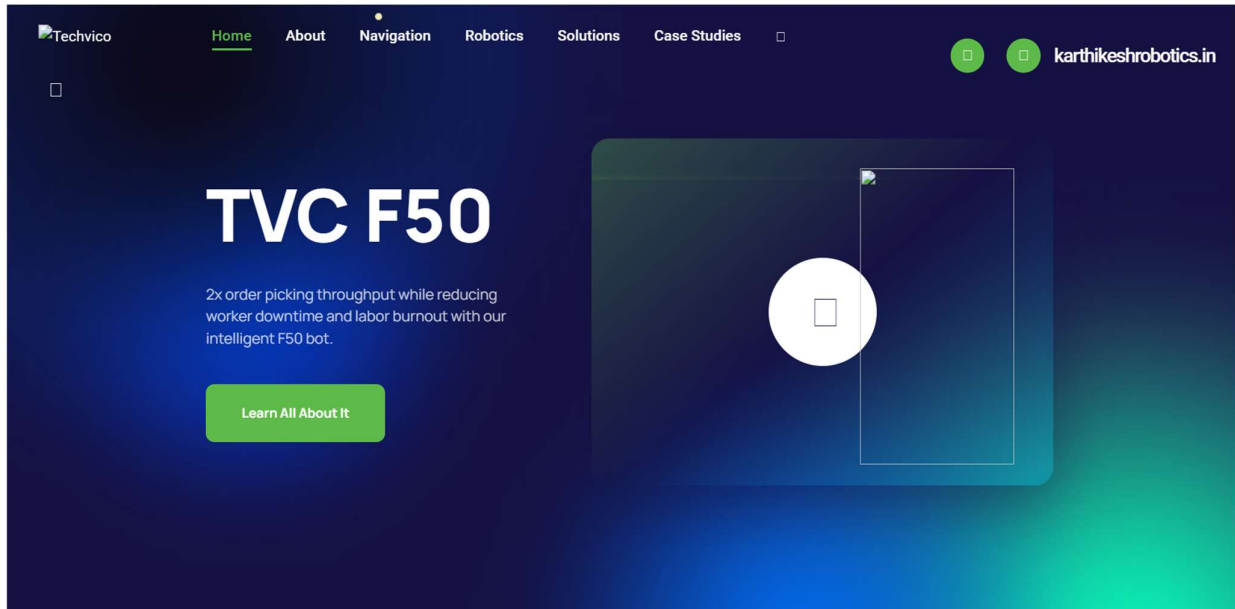 Techvico
Home About Navigation Robotics Solutions Case Studies
karthikeshrobotics.in
TVC F50
2x order picking throughput while reducing
worker downtime and labor burnout with our
intelligent F50 bot.
Learn All About It